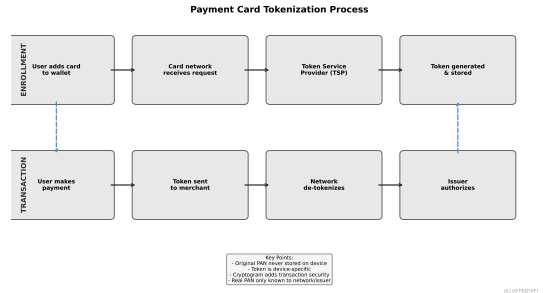 Payment Card Tokenization Process
ENROLLMENT
User adds card
to wallet
Card network
receives request
Token Service
Provider (TSP)
Token generated
& stored
TRANSACTION
User makes
payment
Token sent
to merchant
Network
de-tokenizes
Issuer
authorizes
Key Points:
- Original PAN never stored on device
- Token is device-specific
- Cryptogram adds transaction security
- Real PAN only known to network/issuer
[ILLUSTRATIVE]